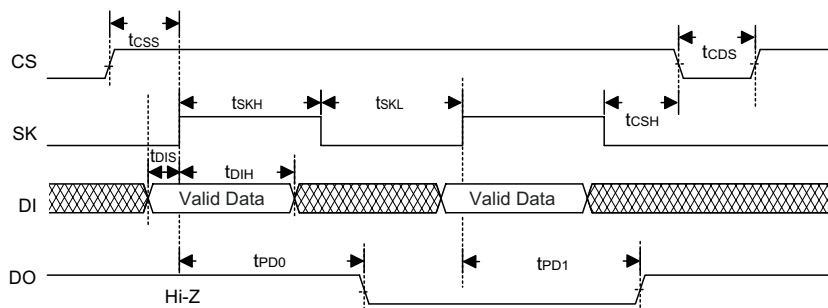 tCSS
tCDS
CS
tSKH
tSKL
tCSH
SK
tDIS
tDIH
DI
Valid Data
Valid Data
tPD0
tPD1
DO
Hi-Z